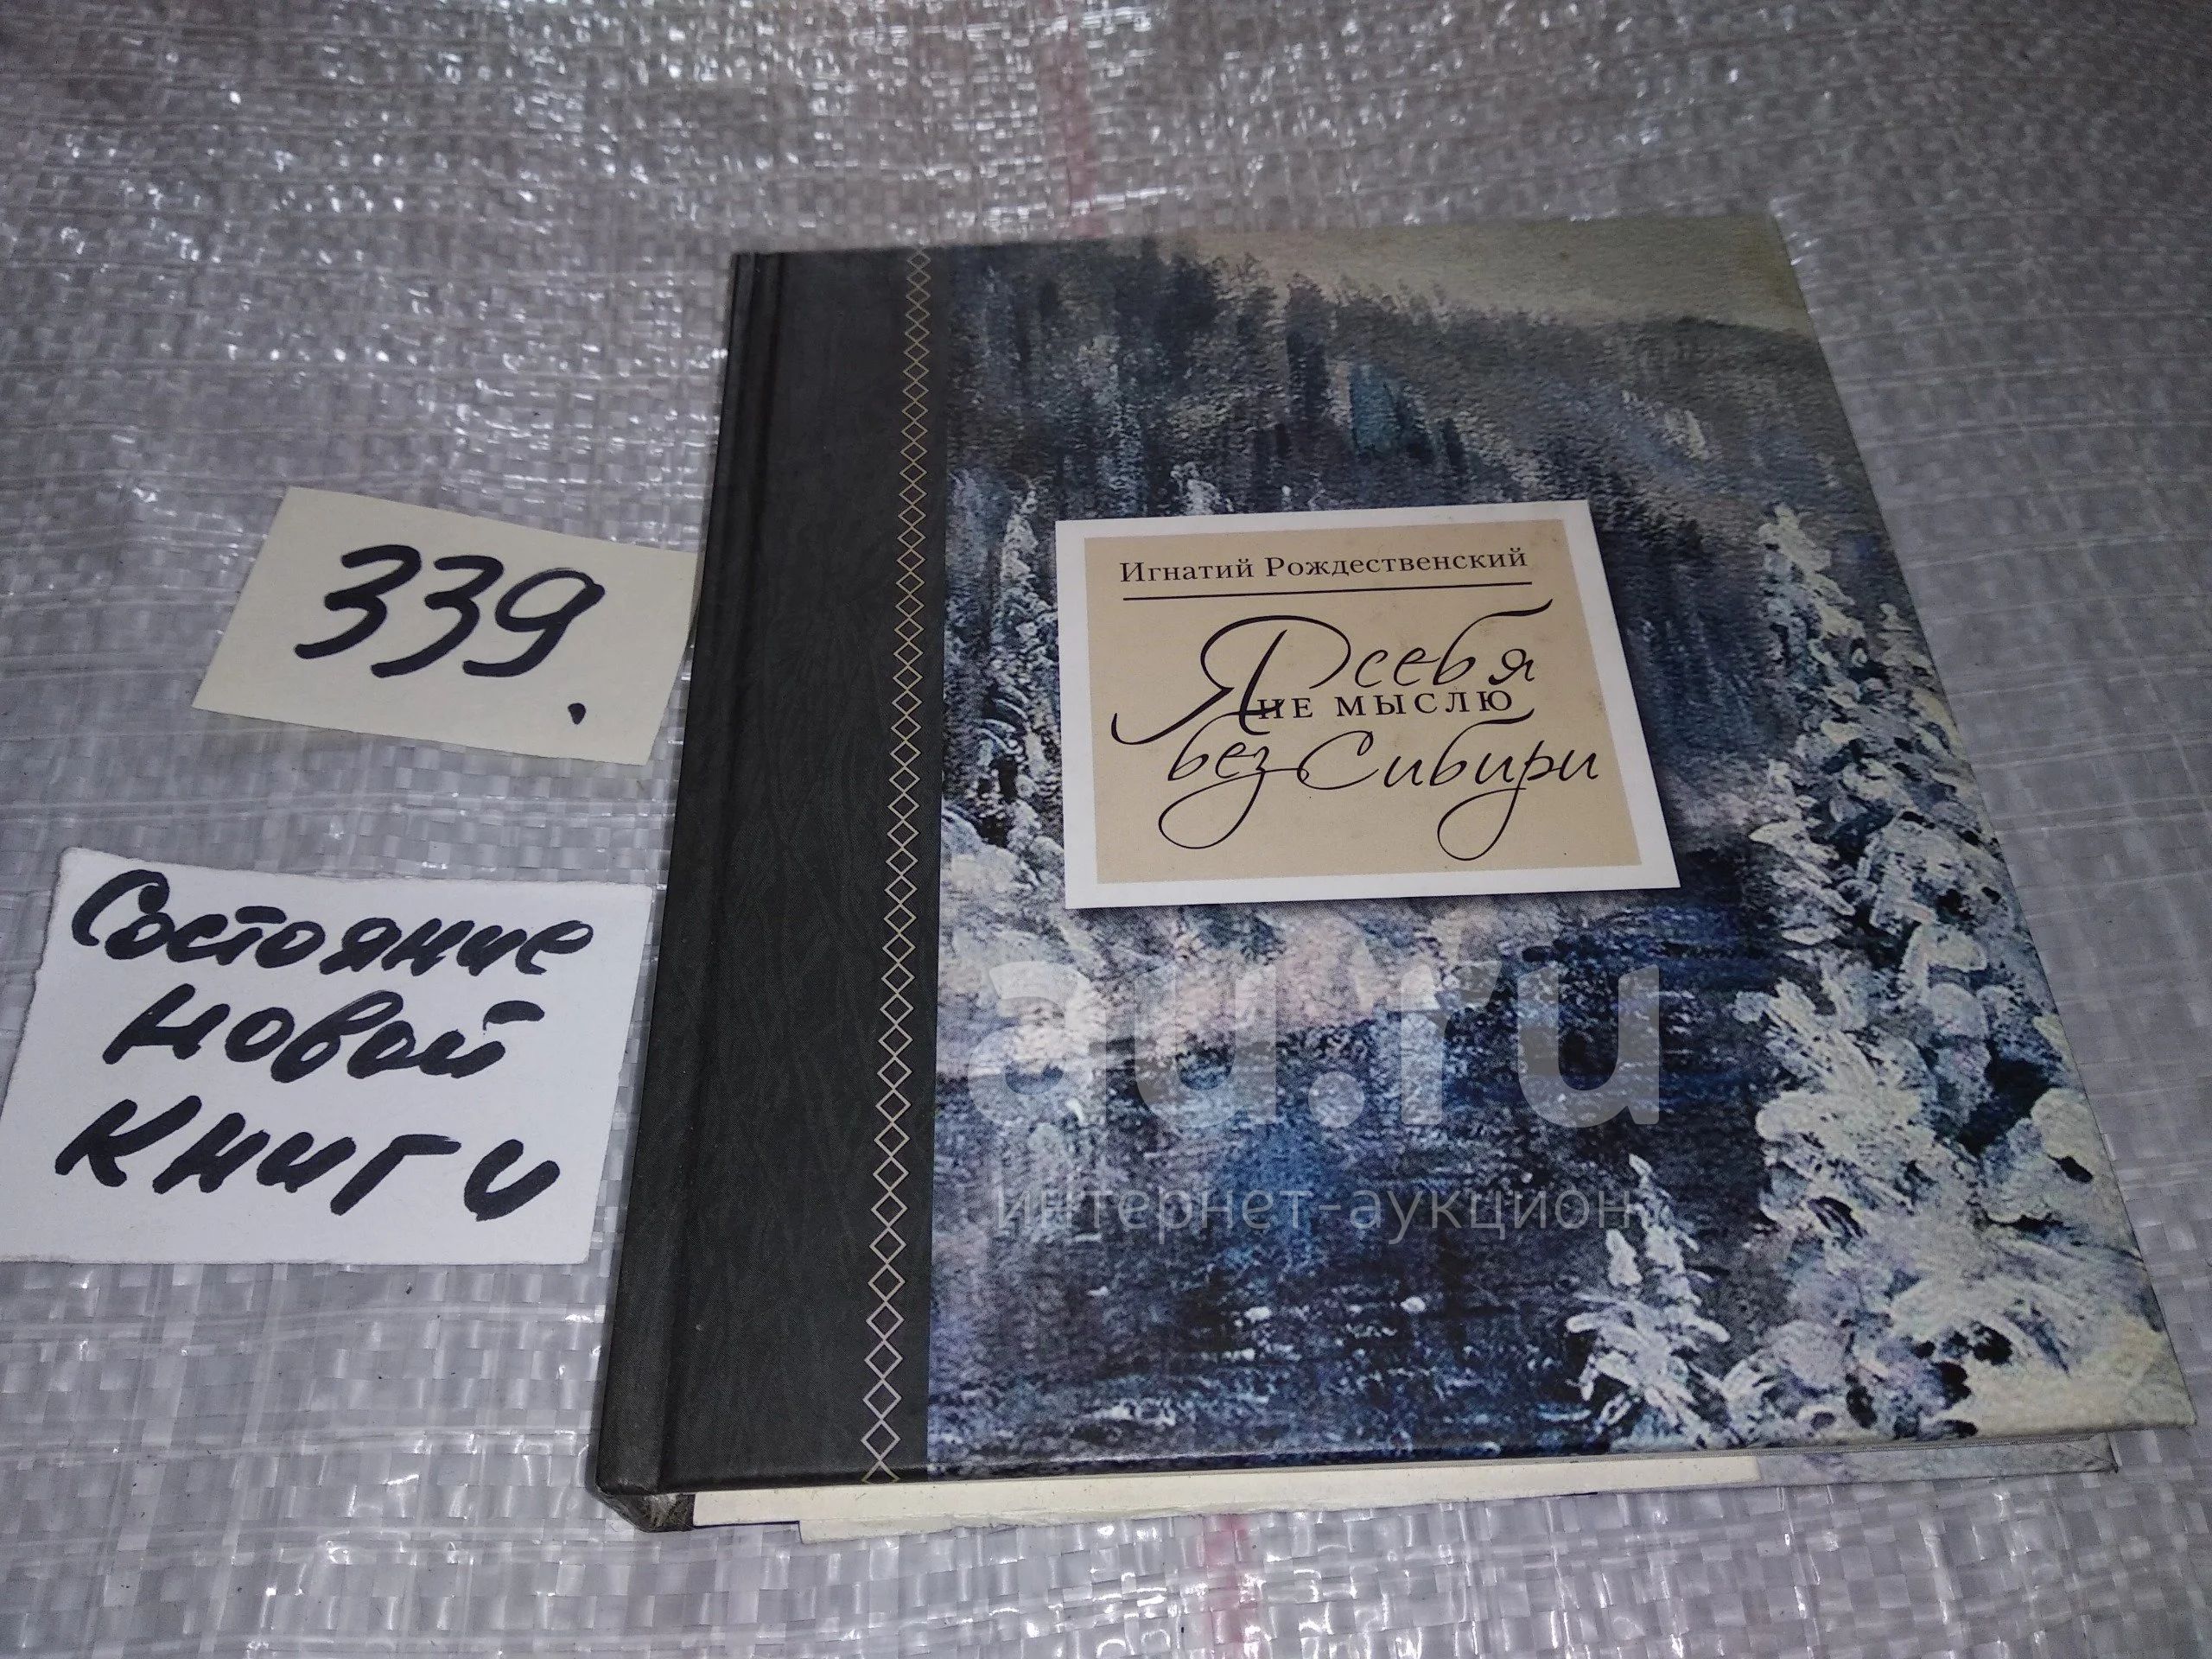 339.
Состояние
новой
книги
Игнатий Рождественский
Я себя
не мыслю
без Сибири
au.ru
интернет-аукцион